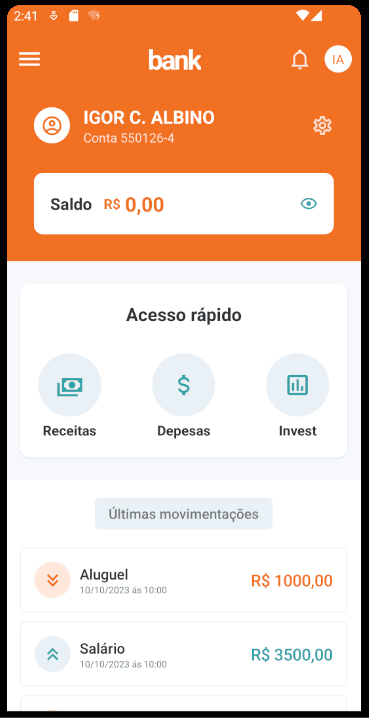 2:41
bank
IA
IGOR C. ALBINO
Conta 550126-4
Saldo R$ 0,00
Acesso rápido
Receitas Depesas Invest
Últimas movimentações
Aluguel
R$ 1000,00
10/10/2023 ás 10:00
Salário
R$ 3500,00
10/10/2023 ás 10:00